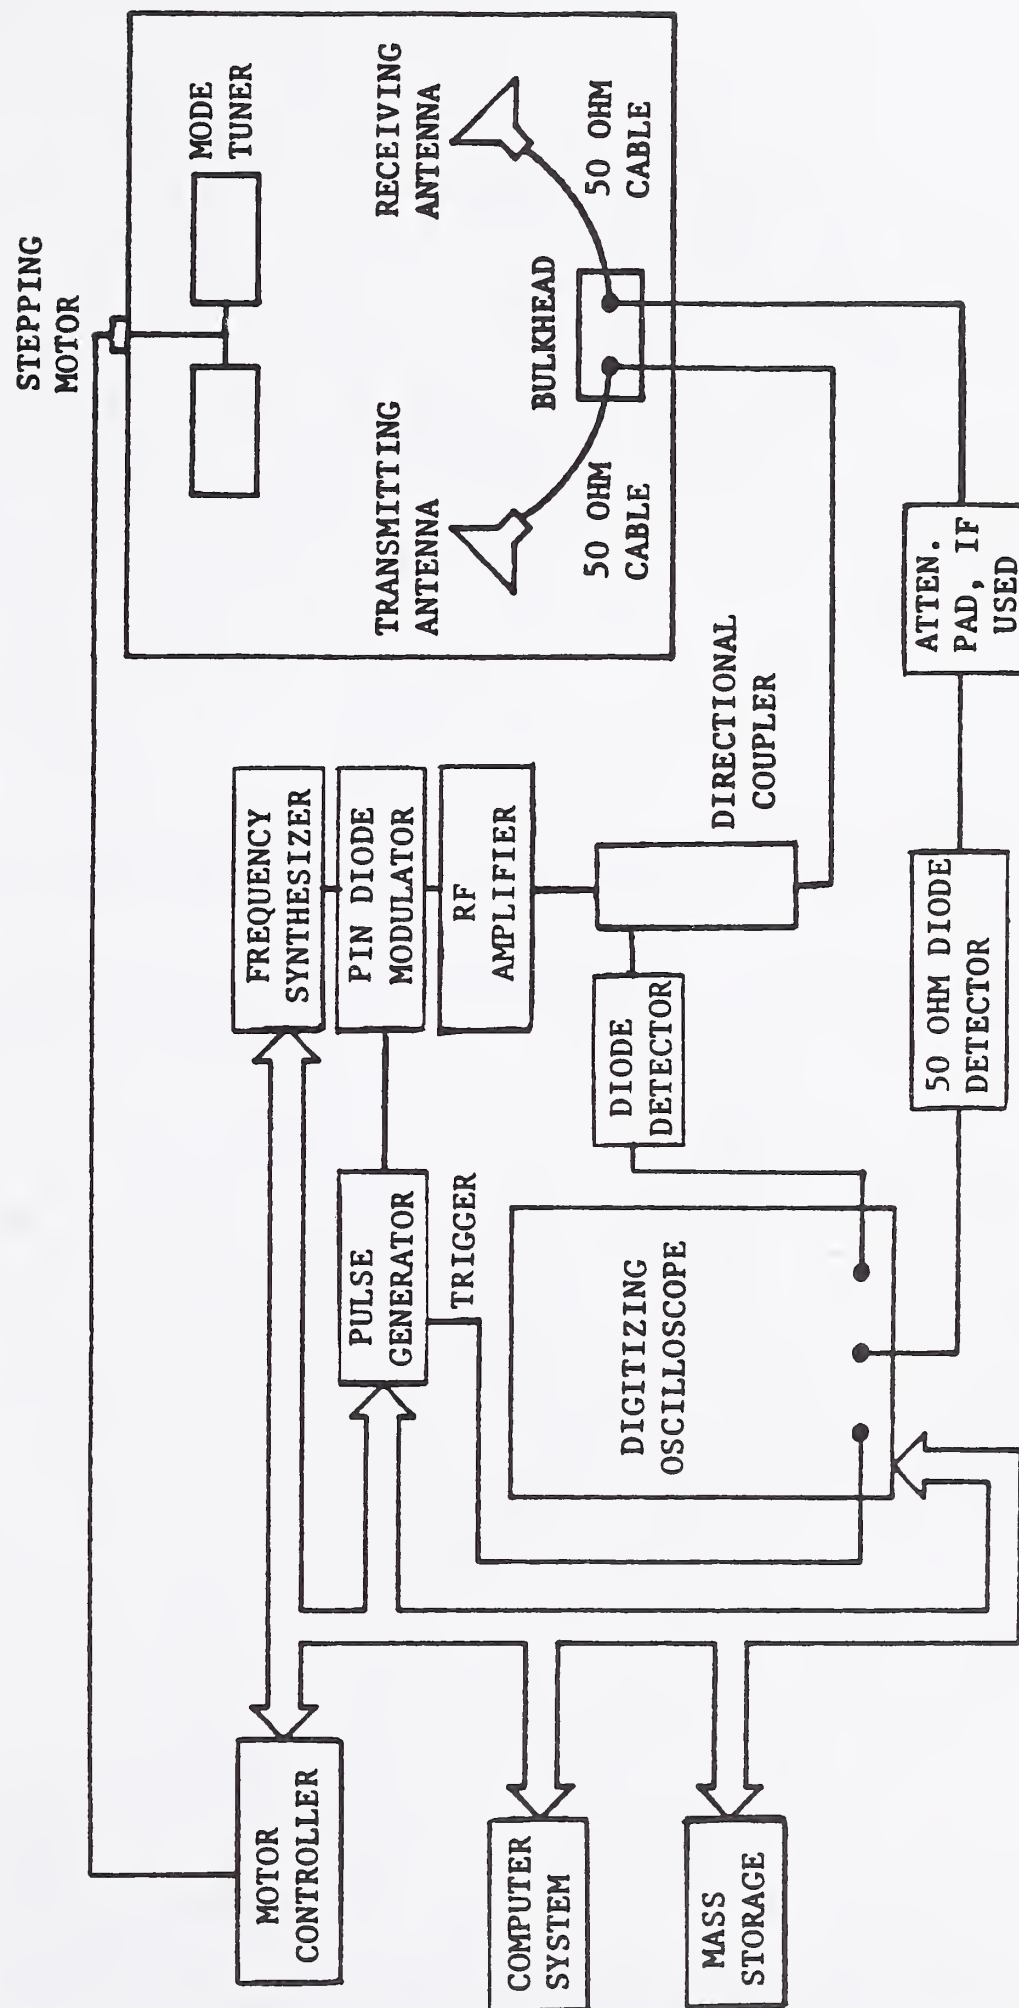 STEPPING
MOTOR
MODE
TUNER
TRANSMITTING
ANTENNA
RECEIVING
ANTENNA
BULKHEAD
50 OHM
CABLE
50 OHM
CABLE
MOTOR
CONTROLLER
FREQUENCY
SYNTHESIZER
PULSE
GENERATOR
PIN DIODE
MODULATOR
TRIGGER
RF
AMPLIFIER
COMPUTER
SYSTEM
DIGITIZING
OSCILLOSCOPE
DIODE
DETECTOR
DIRECTIONAL
COUPLER
MASS
STORAGE
50 OHM DIODE
DETECTOR
ATTEN.
PAD, IF
USED